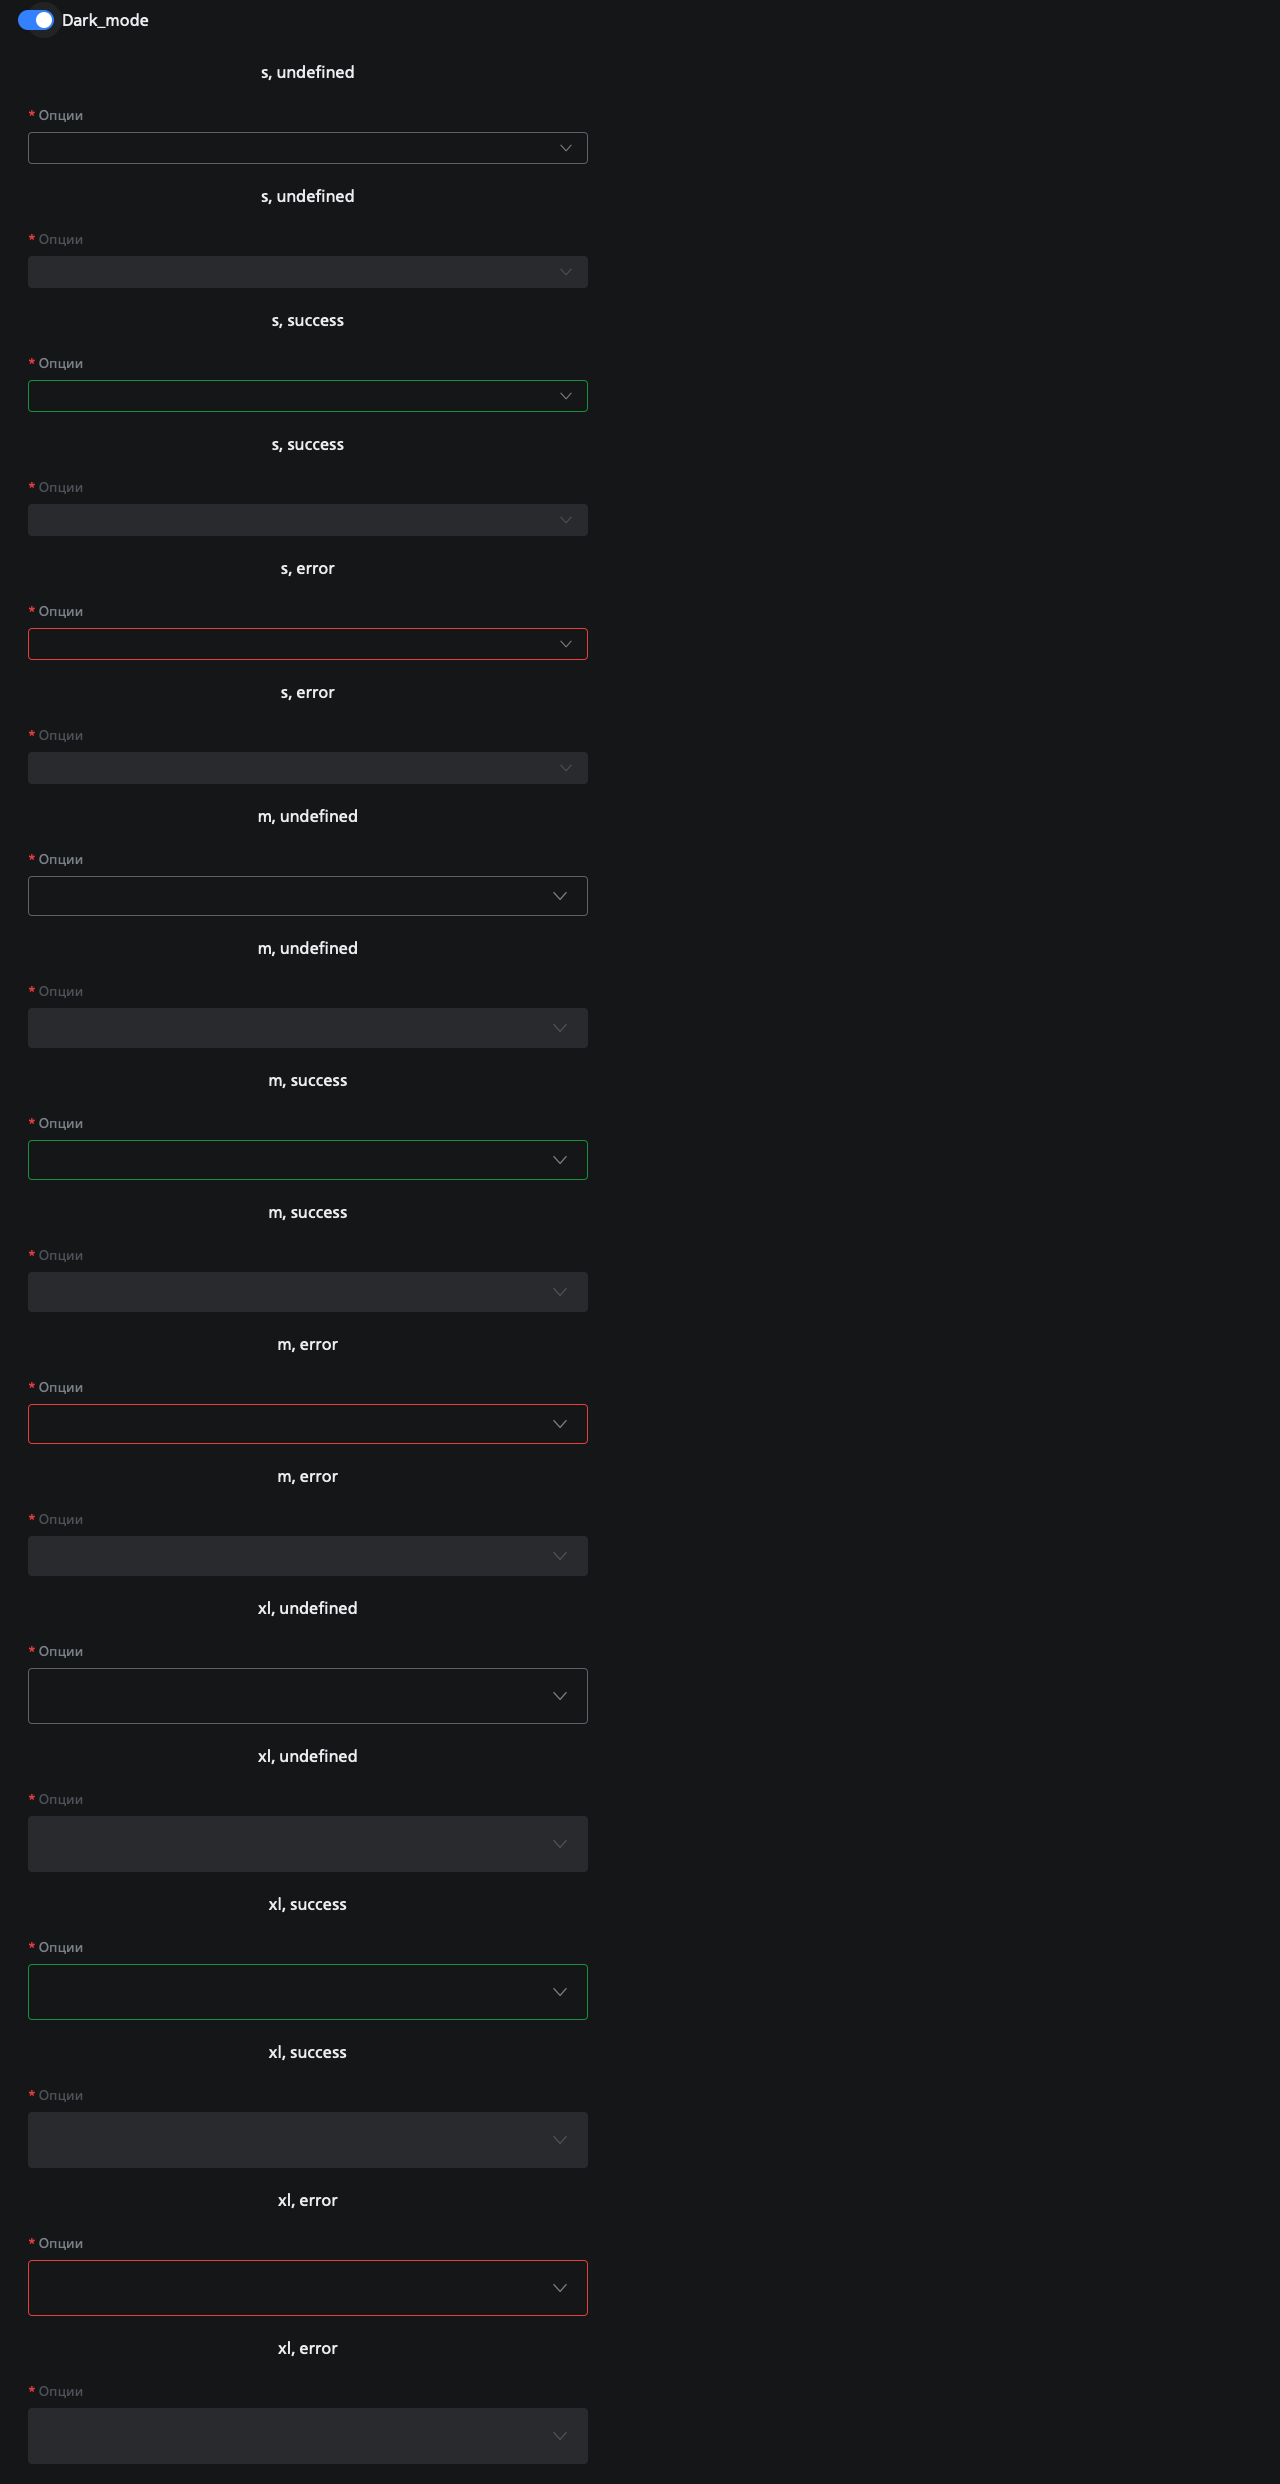 Dark_mode
s, undefined
* Опции
s, undefined
* Опции
s, success
* Опции
s, success
* Опции
s, error
* Опции
s, error
* Опции
m, undefined
* Опции
m, undefined
* Опции
m, success
* Опции
m, success
* Опции
m, error
* Опции
m, error
* Опции
xl, undefined
* Опции
xl, undefined
* Опции
xl, success
* Опции
xl, success
* Опции
xl, error
* Опции
xl, error
* Опции